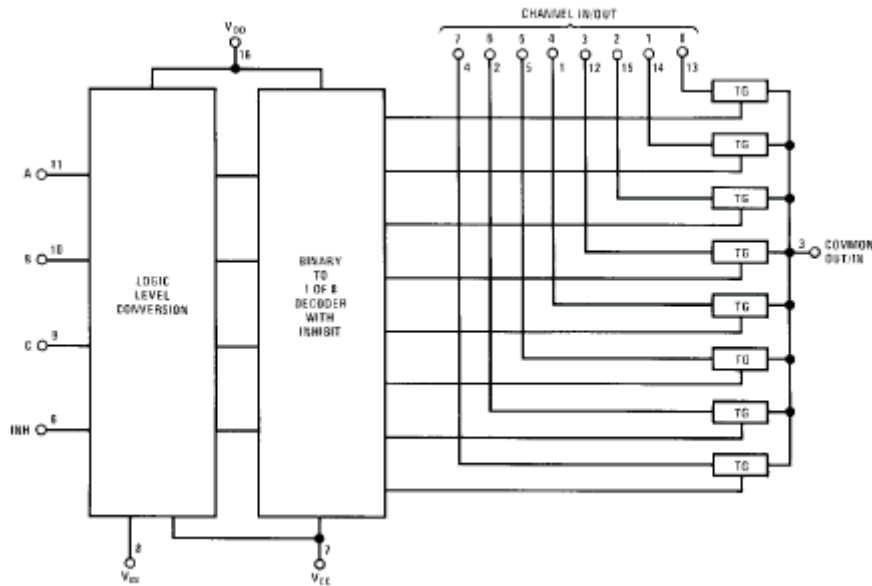 CHANNEL IN/OUT
7 6 5 4 3 2 1 0
4 2 5 1 12 15 14 13
VDD
16
TG
TG
TG
TG
TG
TG
TG
TG
A 11
B 10
C 9
INH 6
LOGIC
LEVEL
CONVERSION
BINARY
TO
1 OF 8
DECODER
WITH
INHIBIT
3 COMMON
OUT/IN
8
VSS
7
VEE